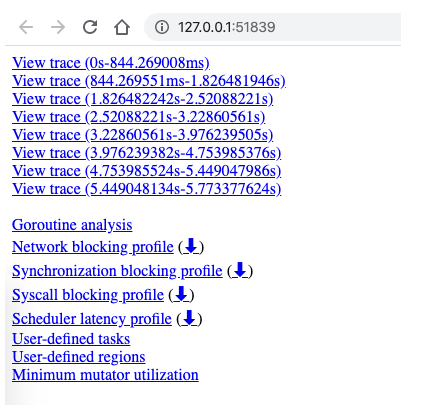 127.0.0.1:51839
View trace (0s-844.269008ms)
View trace (844.269551ms-1.826481946s)
View trace (1.826482242s-2.52088221s)
View trace (2.52088221s-3.22860561s)
View trace (3.22860561s-3.976239505s)
View trace (3.976239382s-4.753985376s)
View trace (4.753985524s-5.449047986s)
View trace (5.449048134s-5.773377624s)
Goroutine analysis
Network blocking profile (⬇)
Synchronization blocking profile (⬇)
Syscall blocking profile (⬇)
Scheduler latency profile (⬇)
User-defined tasks
User-defined regions
Minimum mutator utilization